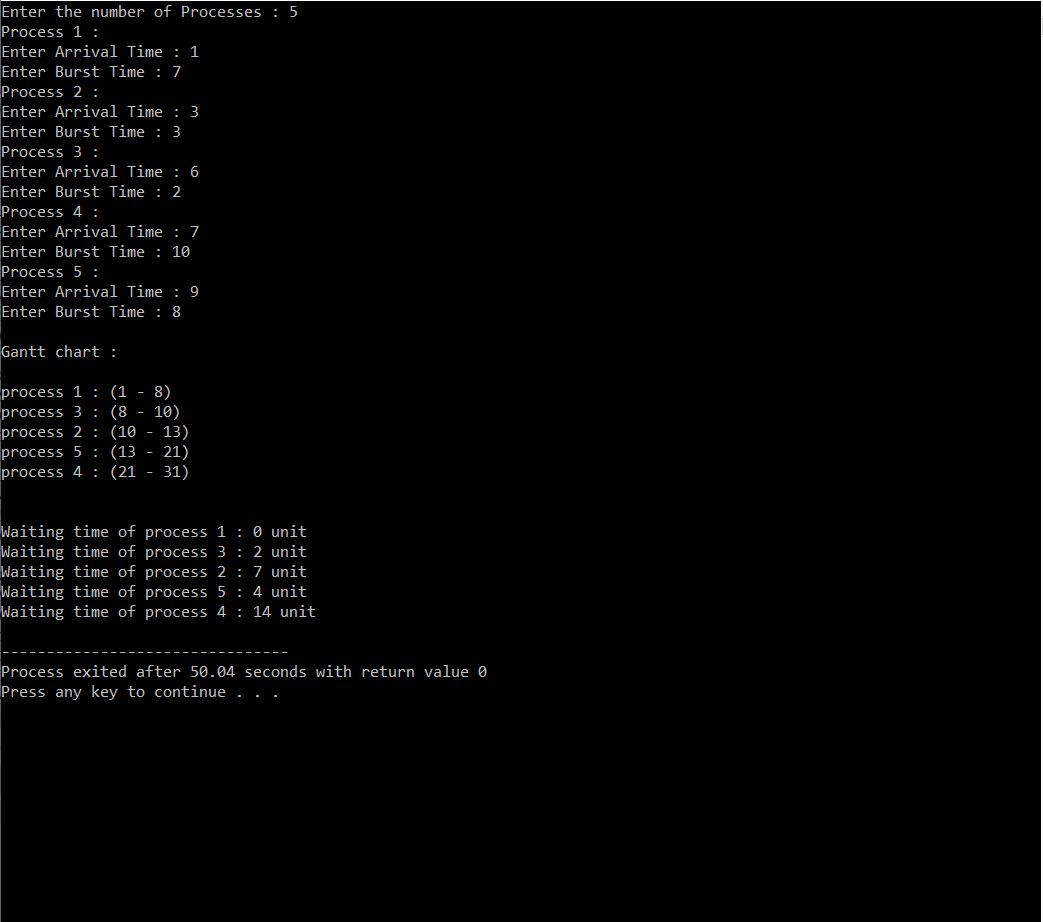 Enter the number of Processes : 5
Process 1 :
Enter Arrival Time : 1
Enter Burst Time : 7
Process 2 :
Enter Arrival Time : 3
Enter Burst Time : 3
Process 3 :
Enter Arrival Time : 6
Enter Burst Time : 2
Process 4 :
Enter Arrival Time : 7
Enter Burst Time : 10
Process 5 :
Enter Arrival Time : 9
Enter Burst Time : 8
Gantt chart :
process 1 : (1 - 8)
process 3 : (8 - 10)
process 2 : (10 - 13)
process 5 : (13 - 21)
process 4 : (21 - 31)
Waiting time of process 1 : 0 unit
Waiting time of process 3 : 2 unit
Waiting time of process 2 : 7 unit
Waiting time of process 5 : 4 unit
Waiting time of process 4 : 14 unit
--------------------------------
Process exited after 50.04 seconds with return value 0
Press any key to continue . . .